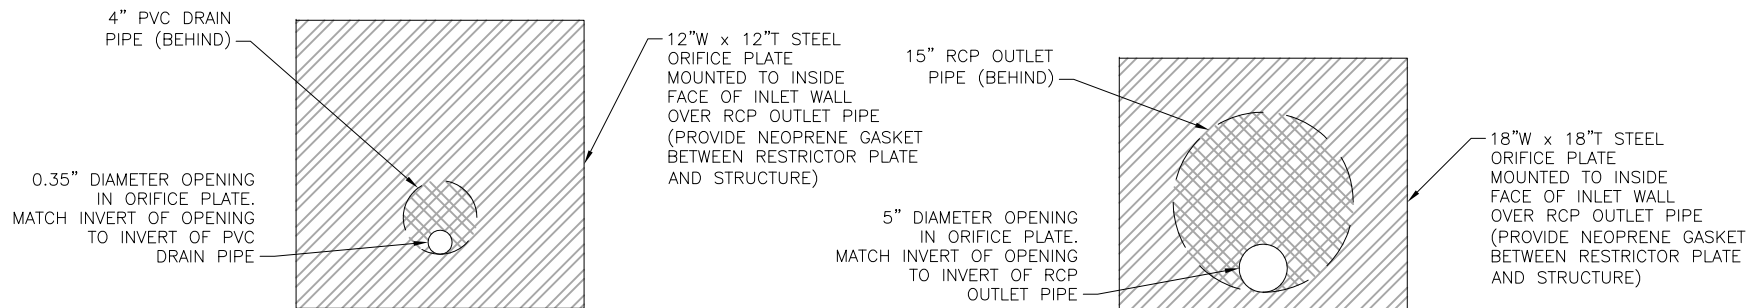 4” PVC DRAIN
PIPE (BEHIND)
12”W x 12”T STEEL
ORIFICE PLATE
MOUNTED TO INSIDE
FACE OF INLET WALL
OVER RCP OUTLET PIPE
(PROVIDE NEOPRENE GASKET
BETWEEN RESTRICTOR PLATE
AND STRUCTURE)
0.35” DIAMETER OPENING
IN ORIFICE PLATE.
MATCH INVERT OF OPENING
TO INVERT OF PVC
DRAIN PIPE
15” RCP OUTLET
PIPE (BEHIND)
18”W x 18”T STEEL
ORIFICE PLATE
MOUNTED TO INSIDE
FACE OF INLET WALL
OVER RCP OUTLET PIPE
(PROVIDE NEOPRENE GASKET
BETWEEN RESTRICTOR PLATE
AND STRUCTURE)
5” DIAMETER OPENING
IN ORIFICE PLATE.
MATCH INVERT OF OPENING
TO INVERT OF RCP
OUTLET PIPE